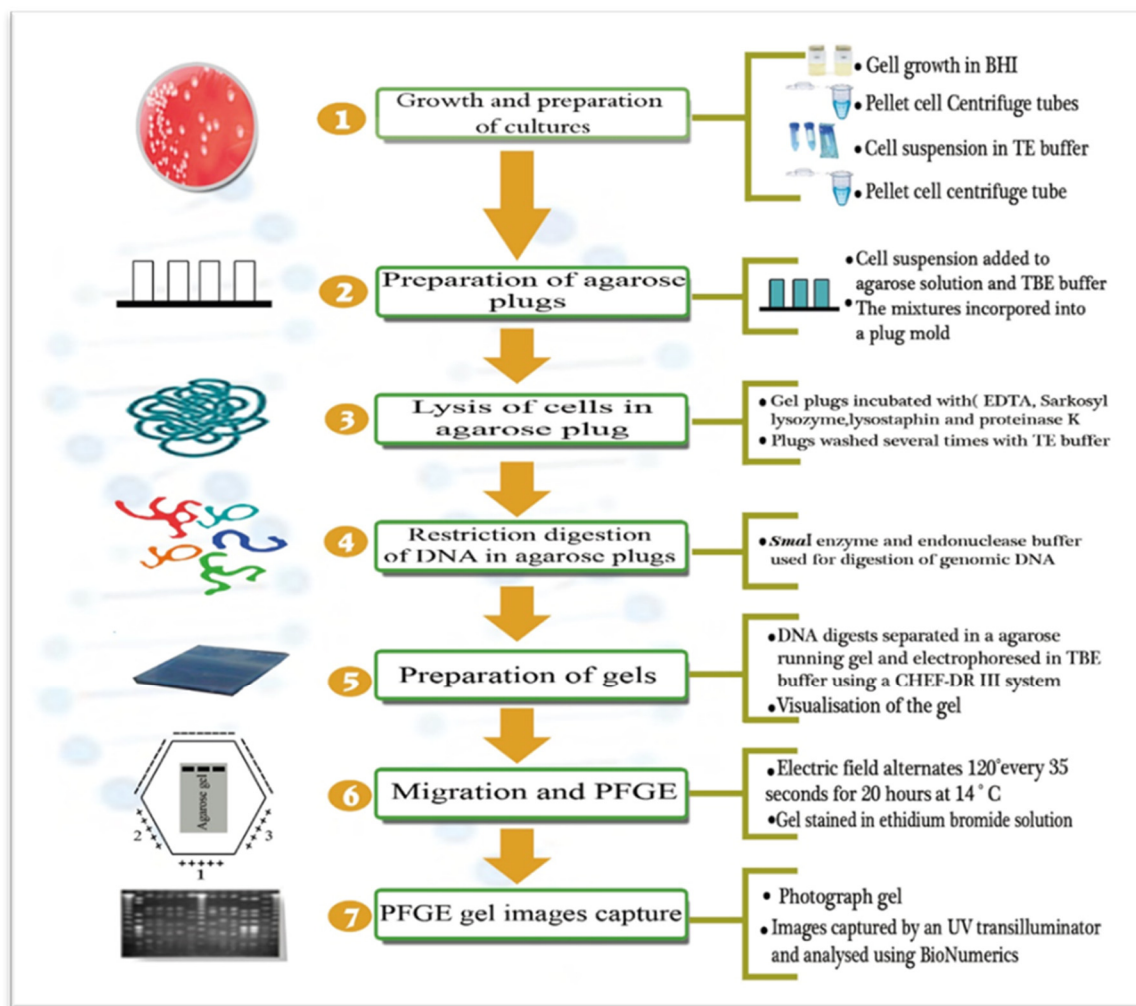 1
Growth and preparation
of cultures
• Gell growth in BHI
• Pellet cell Centrifuge tubes
• Cell suspension in TE buffer
• Pellet cell centrifuge tube
2
Preparation of agarose
plugs
• Cell suspension added to
agarose solution and TBE buffer
• The mixtures incorpored into
a plug mold
3
Lysis of cells in
agarose plug
• Gel plugs incubated with( EDTA, Sarkosyl
lysozyme,lysostaphin and proteinase K
• Plugs washed several times with TE buffer
4
Restriction digestion
of DNA in agarose plugs
• SmaI enzyme and endonuclease buffer
used for digestion of genomic DNA
5
Preparation of gels
• DNA digests separated in a agarose
running gel and electrophoresed in TBE
buffer using a CHEF-DR III system
• Visualisation of the gel
- - - - - -
- - - - -
- - - - -
Agarose gel
2
+++++
3
+++++
+++++
1
6
Migration and PFGE
• Electric field alternates 120°every 35
seconds for 20 hours at 14° C
• Gel stained in ethidium bromide solution
7
PFGE gel images capture
• Photograph gel
• Images captured by an UV transilluminator
and analysed using BioNumerics